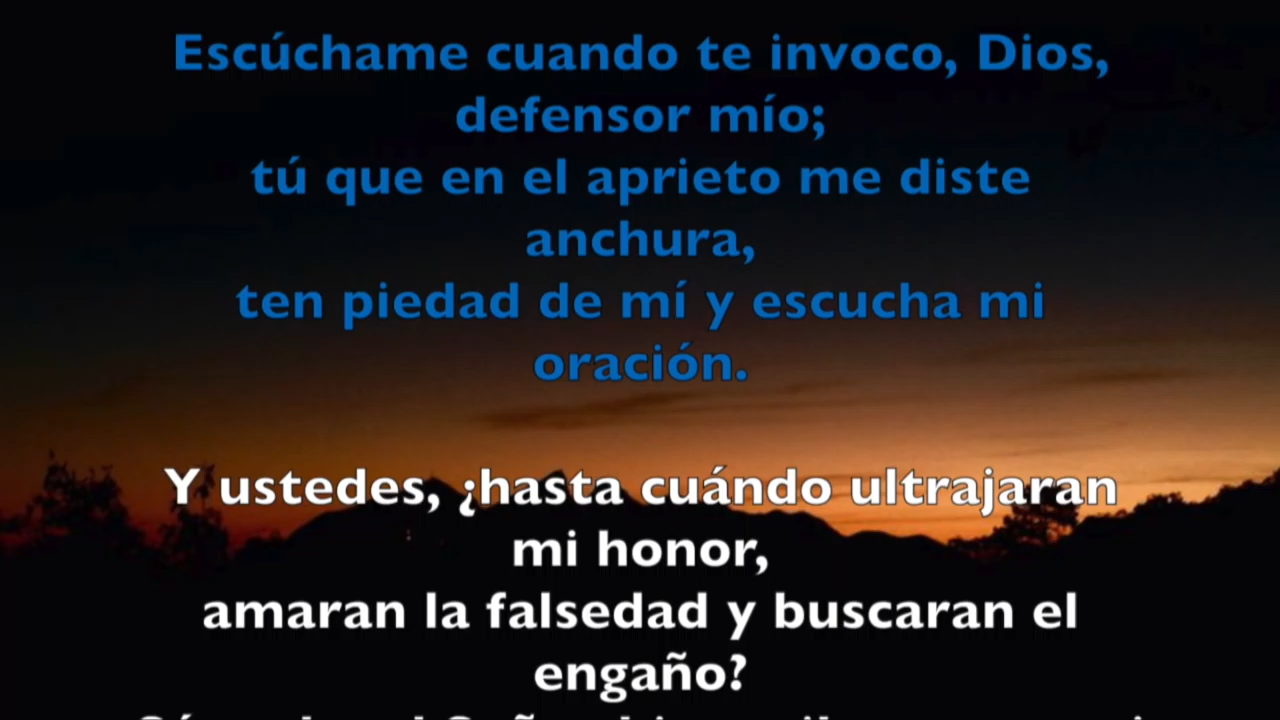 Escúchame cuando te invoco, Dios,
defensor mío;
tú que en el aprieto me diste
anchura,
ten piedad de mí y escucha mi
oración.
Y ustedes, ¿hasta cuándo ultrajaran
mi honor,
amaran la falsedad y buscaran el
engaño?